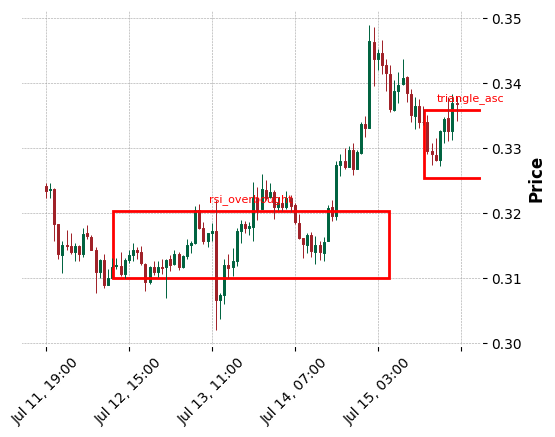 0.35
0.34
triangle_asc
0.33
Price
0.32
rsi_overbought
0.31
0.30
Jul 11, 19:00
Jul 12, 15:00
Jul 13, 11:00
Jul 14, 07:00
Jul 15, 03:00